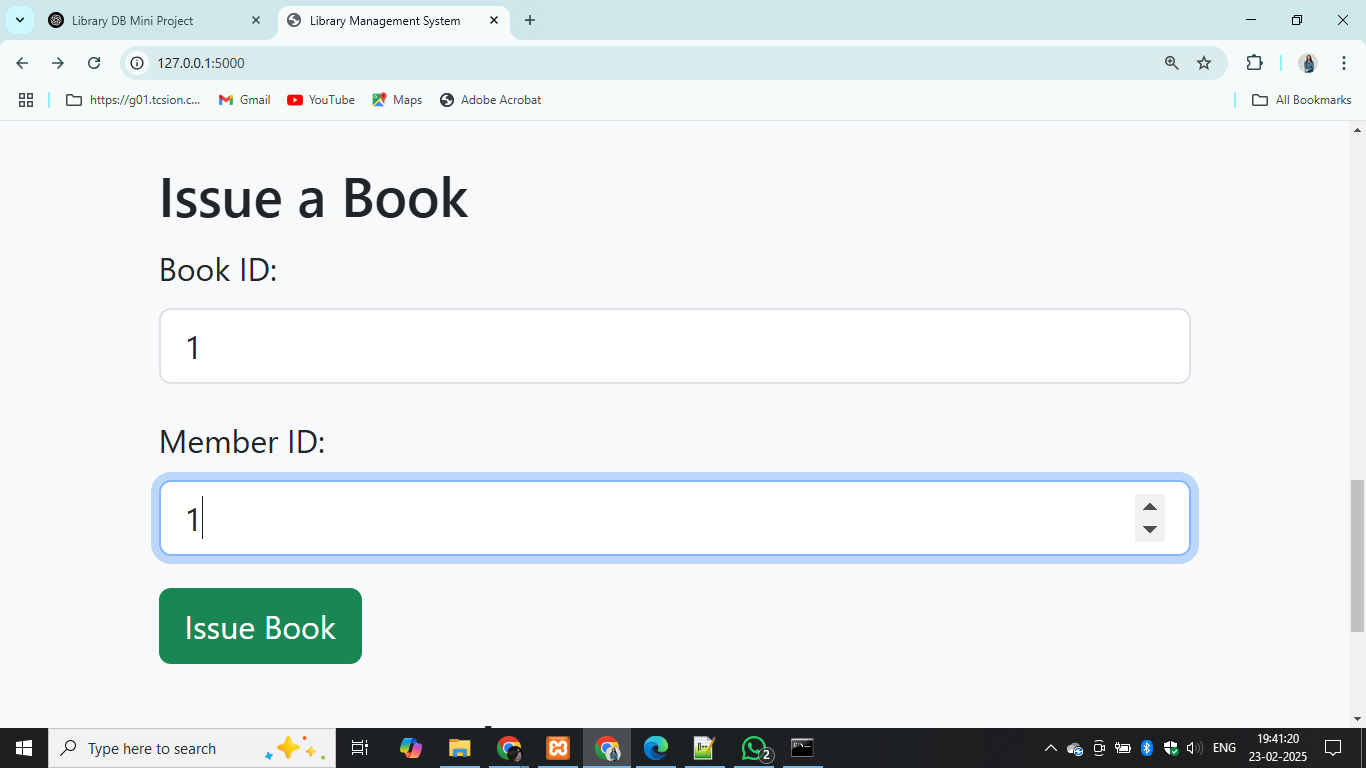 Library DB Mini Project
Library Management System
127.0.0.1:5000
https://g01.tcsion.c...
Gmail
YouTube
Maps
Adobe Acrobat
All Bookmarks
Issue a Book
Book ID:
1
Member ID:
1
Issue Book
Type here to search
2
ENG
19:41:20
23-02-2025